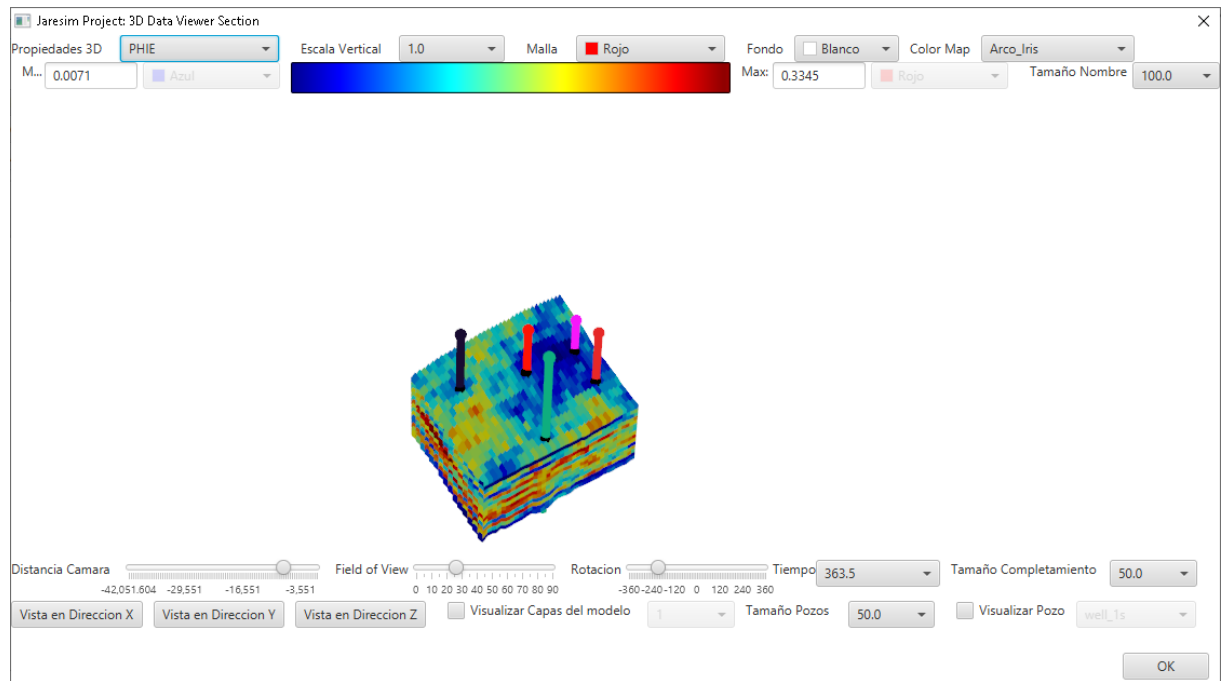 Jaresim Project: 3D Data Viewer Section
Propiedades 3D PHIE Escala Vertical 1.0 Malla Rojo Fondo Blanco Color Map Arco_Iris
M... 0.0071 Azul Max: 0.3345 Rojo Tamaño Nombre 100.0
Distancia Camara Field of View Rotacion Tiempo 363.5 Tamaño Completamiento 50.0
-42,051.604 -29,551 -16,551 -3,551 0 10 20 30 40 50 60 70 80 90 -360-240-120 0 120 240 360
Vista en Direccion X Vista en Direccion Y Vista en Direccion Z Visualizar Capas del modelo 1 Tamaño Pozos 50.0 Visualizar Pozo well_1s
OK